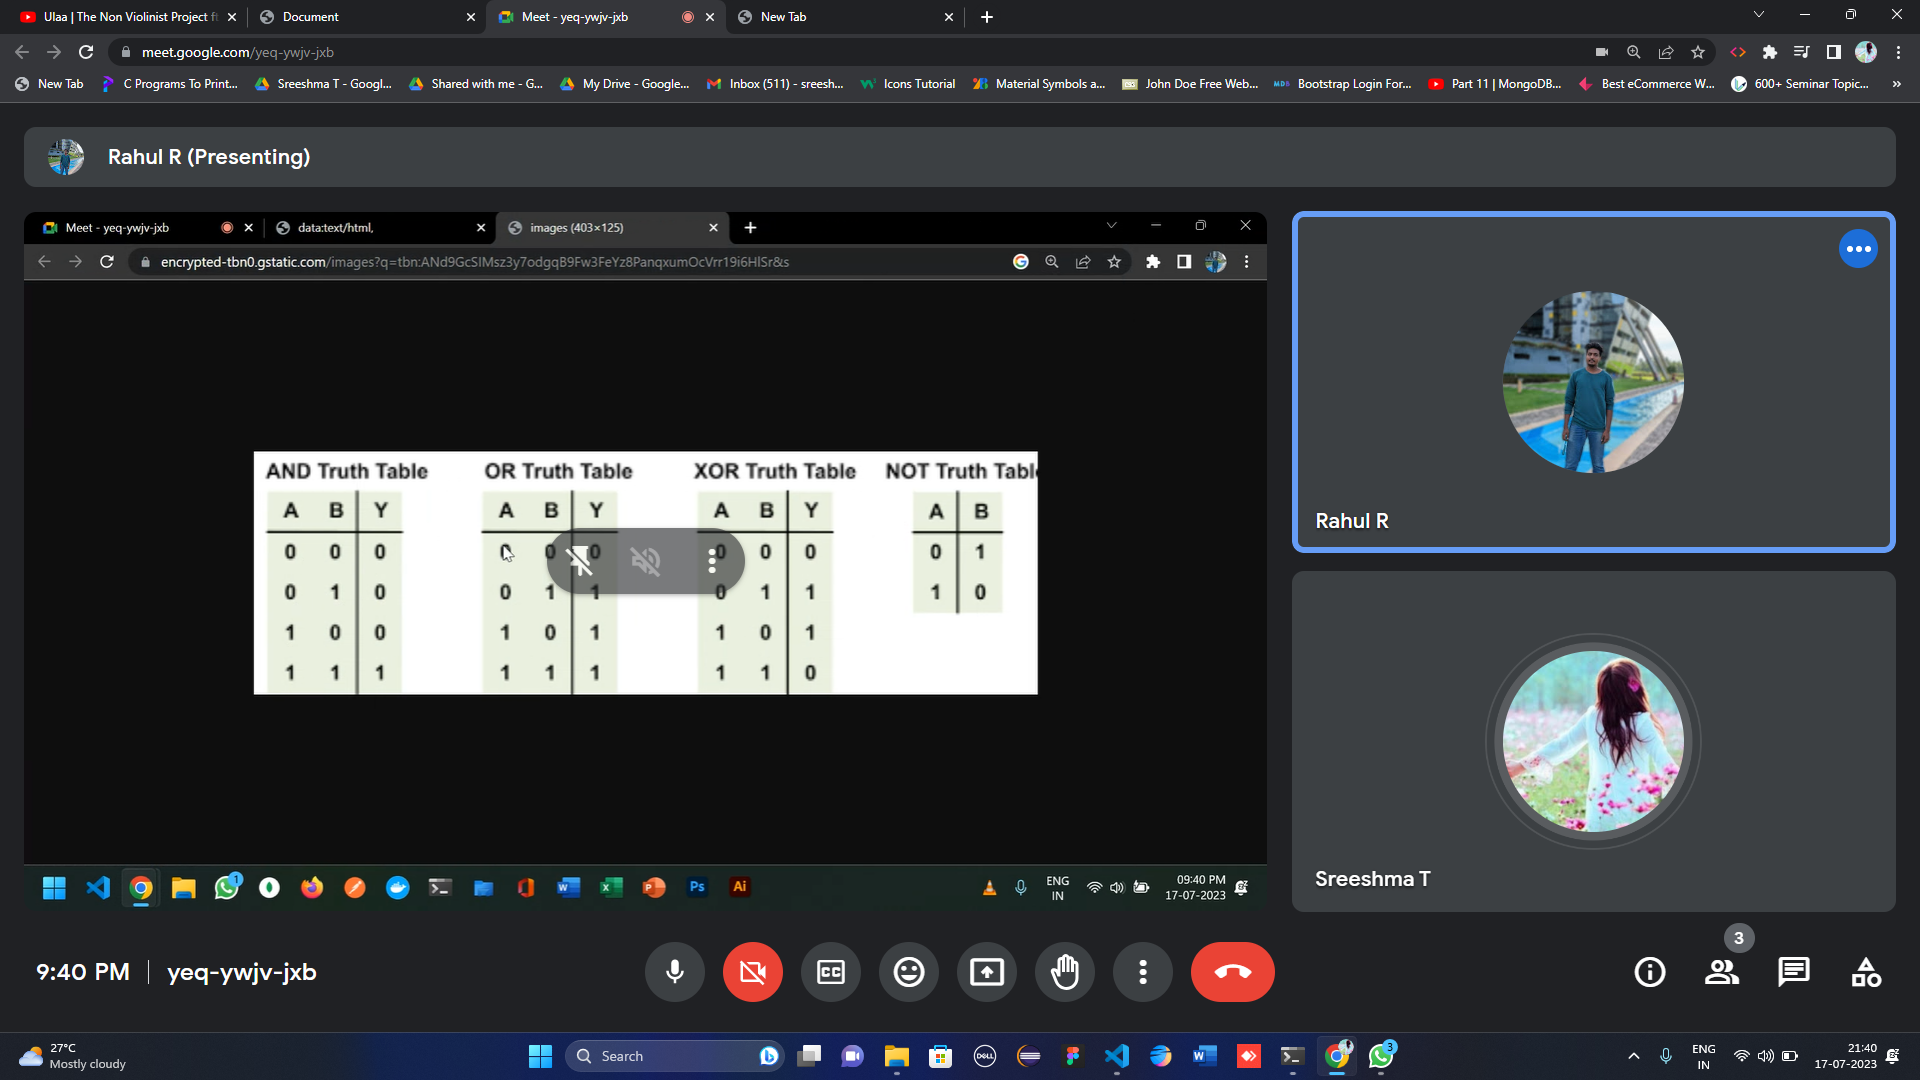 Ulaa | The Non Violinist Project f
Document
Meet - yeq-ywjv-jxb
New Tab
meet.google.com/yeq-ywjv-jxb
New Tab
C Programs To Print...
Sreeshma T - Googl...
Shared with me - G...
My Drive - Google...
Inbox (511) - sreesh...
Icons Tutorial
Material Symbols a...
John Doe Free Web...
Bootstrap Login For...
Part 11 | MongoDB...
Best eCommerce W...
600+ Seminar Topic...
Rahul R (Presenting)
Meet - yeq-ywjv-jxb
data:text/html,
images (403×125)
encrypted-tbn0.gstatic.com/images?q=tbn:ANd9GcSIMsz3y7odgqB9Fw3FeYz8PanqxumOcVrr19i6HlSr&s
AND Truth Table
A B Y
0 0 0
0 1 0
1 0 0
1 1 1
OR Truth Table
A B Y
0 0 0
0 1 1
1 0 1
1 1 1
XOR Truth Table
A B Y
0 0 0
0 1 1
1 0 1
1 1 0
NOT Truth Tabl
A B
0 1
1 0
1
Ps
Ai
ENG
IN
09:40 PM
17-07-2023
Rahul R
Sreeshma T
9:40 PM
yeq-ywjv-jxb
CC
3
27°C
Mostly cloudy
Search
DELL
3
ENG
IN
21:40
17-07-2023